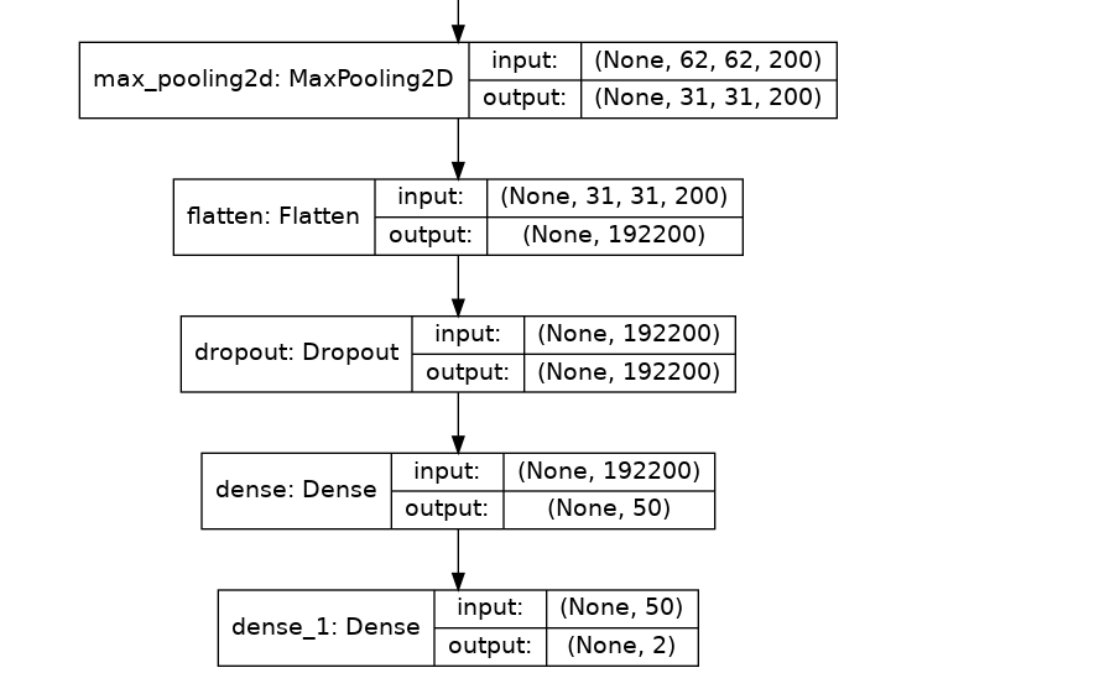 max_pooling2d: MaxPooling2D
input: (None, 62, 62, 200)
output: (None, 31, 31, 200)
flatten: Flatten
input: (None, 31, 31, 200)
output: (None, 192200)
dropout: Dropout
input: (None, 192200)
output: (None, 192200)
dense: Dense
input: (None, 192200)
output: (None, 50)
dense_1: Dense
input: (None, 50)
output: (None, 2)